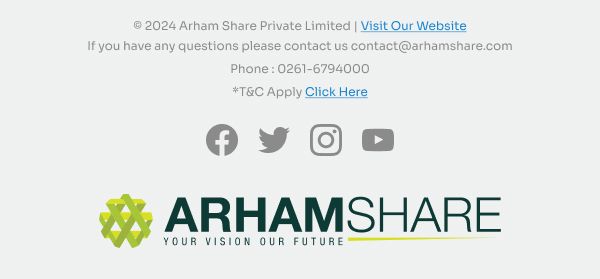 © 2024 Arham Share Private Limited | Visit Our Website
If you have any questions please contact us contact@arhamshare.com
Phone : 0261-6794000
*T&C Apply Click Here
ARHAMSHARE
YOUR VISION OUR FUTURE